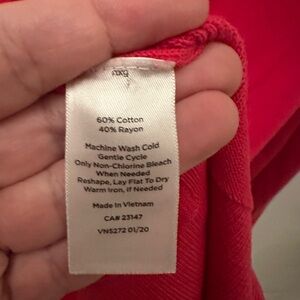 60% Cotton
40% Rayon
Machine Wash Cold
Gentle Cycle
Only Non-Chlorine Bleach
When Needed
Reshape, Lay Flat To Dry
Warm Iron, If Needed
Made in Vietnam
CA# 23147
VN5272 01/20